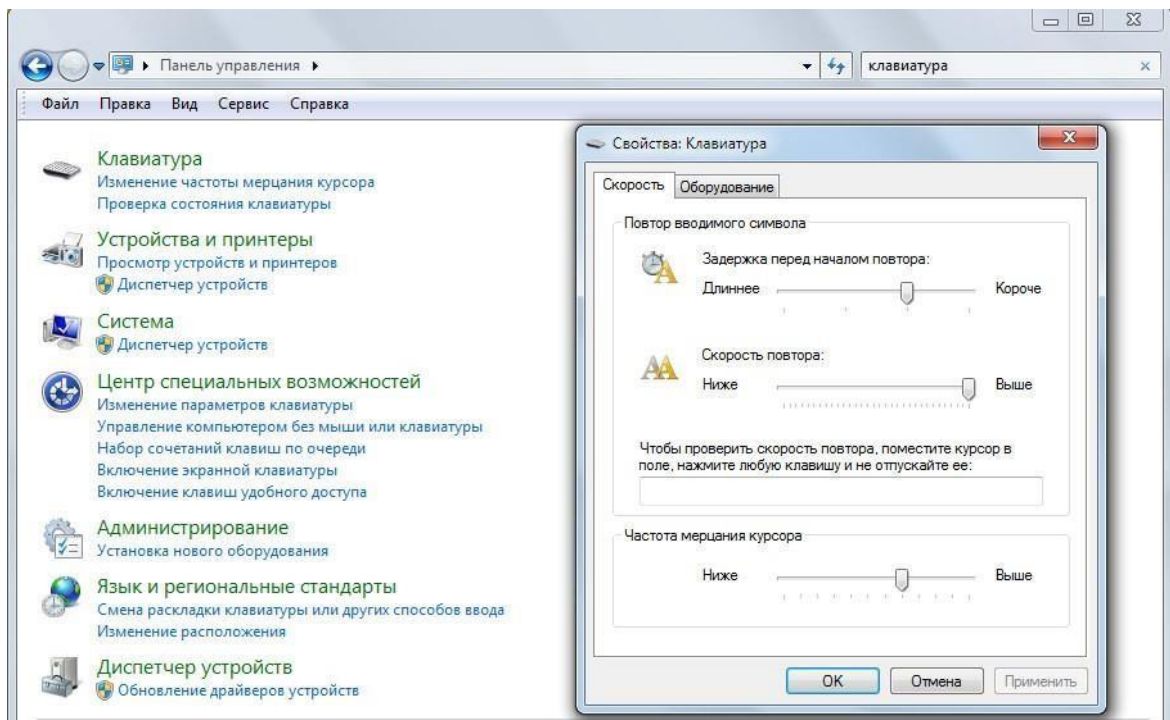 Панель управления
клавиатура
Файл Правка Вид Сервис Справка
Клавиатура
Изменение частоты мерцания курсора
Проверка состояния клавиатуры
Устройства и принтеры
Просмотр устройств и принтеров
Диспетчер устройств
Система
Диспетчер устройств
Центр специальных возможностей
Изменение параметров клавиатуры
Управление компьютером без мыши или клавиатуры
Набор сочетаний клавиш по очереди
Включение экранной клавиатуры
Включение клавиш удобного доступа
Администрирование
Установка нового оборудования
Язык и региональные стандарты
Смена раскладки клавиатуры или других способов ввода
Изменение расположения
Диспетчер устройств
Обновление драйверов устройств
Свойства: Клавиатура
Скорость Оборудование
Повтор вводимого символа
Задержка перед началом повтора:
Длиннее Короче
Скорость повтора:
Ниже Выше
Чтобы проверить скорость повтора, поместите курсор в
поле, нажмите любую клавишу и не отпускайте ее:
Частота мерцания курсора
Ниже Выше
OK Отмена Применить